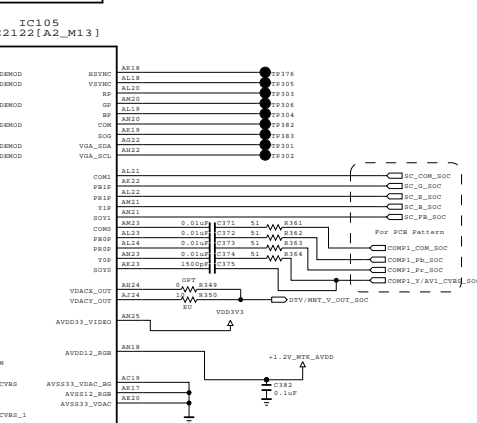 IC105
C2122[A2_M13]
DEMOD HSYNC AK18 TP376
DEMOD VSYNC AL18 TP305
RP AL20 TP303
DEMOD GP AM20 TP306
BP AL19 TP304
DEMOD COM AN20 TP382
SOG AK19 TP383
DEMOD VGA_SDA AG22 TP301
DEMOD VGA_SCL AH22 TP302
COM1 AL21 SC_COM_SOC
PB1P AK22 SC_G_SOC
PR1P AL22 SC_R_SOC
Y1P AM21 SC_B_SOC
SOY1 AN21 SC_FB_SOC
For PCB Pattern
COM0 AM23 0.01uF C371 51 R361 COMP1_COM_SOC
PB0P AL23 0.01uF C372 51 R362 COMP1_Pb_SOC
PR0P AL24 0.01uF C373 51 R363 COMP1_Pr_SOC
Y0P AN23 0.01uF C374 51 R364 COMP1_Y/AV1_CVBS_SOC
SOY0 AK23 1500pF C375
OPT
VDACX_OUT AH24 0 R349
VDACY_OUT AJ24 R350 DTV/MNT_V_OUT_SOC
EU
VDD3V3
AVDD33_VIDEO AN25
AVDD12_RGB AN18
+1.2V_MTK_AVDD
M
CVBS AVSS33_VDAC_BG AC19
AVSS12_RGB AK17
AVSS33_VDAC AE20
C382
0.1uF
CVBS_1